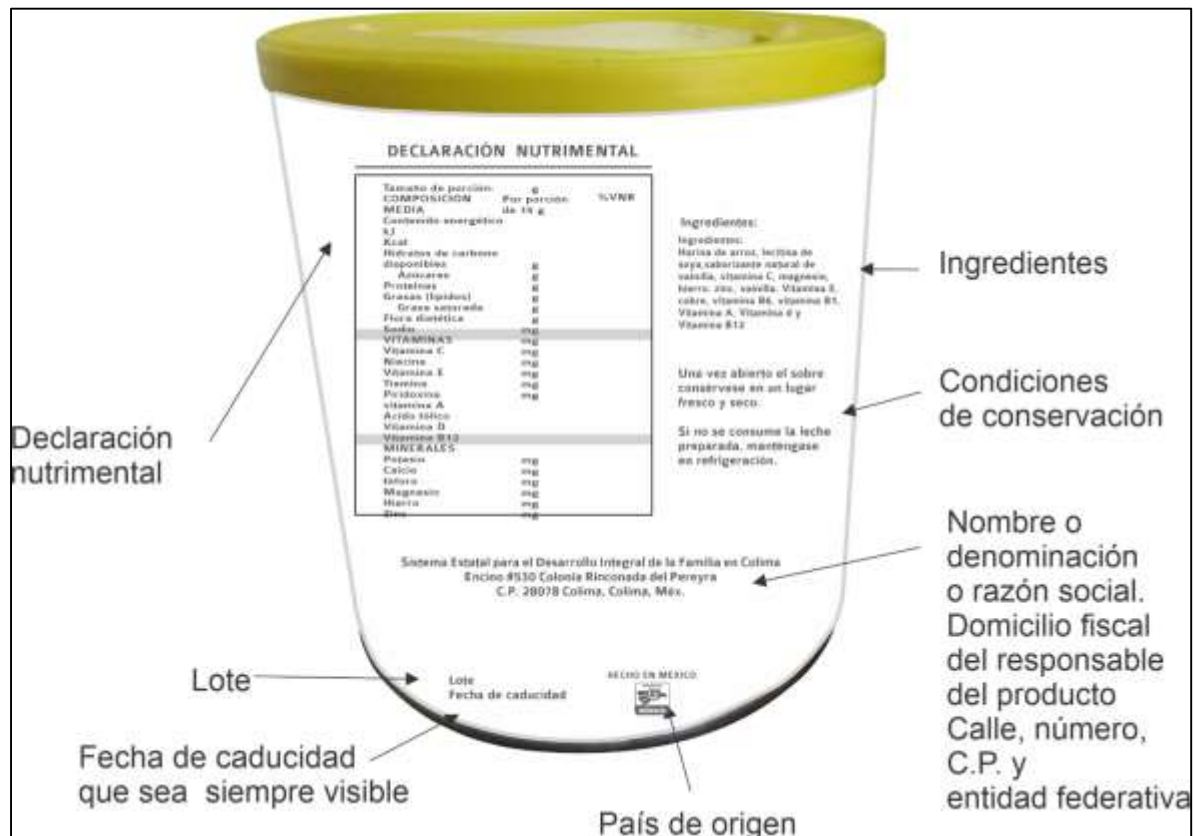 DECLARACIÓN NUTRIMENTAL
Tamaño de porción g
COMPOSICIÓN Por porción %VNR
MEDIA de 15 g
Contenido energético
kJ
Kcal
Hidratos de carbono
disponibles g
Azúcares g
Proteínas g
Grasas (lípidos) g
Grasa saturada g
Fibra dietética g
Sodio mg
VITAMINAS mg
Vitamina C mg
Niacina mg
Vitamina E mg
Tiamina mg
Piridoxina mg
vitamina A
Ácido fólico
Vitamina D
Vitamina B12
MINERALES
Potasio mg
Calcio mg
mg
Magnesio mg
Hierro mg
Zinc mg
Ingredientes:
Ingredientes:
Harina de arroz, lecitina de
soya,saborizante natural de
vainilla, vitamina C, magnesio,
hierro, zinc, vainilla. Vitamina E,
cobre, vitamina B6, vitamina B1.
Vitamina A, Vitamina d y
Vitamina B12
Una vez abierto el sobre
consérvese en un lugar
fresco y seco.
Si no se consume la leche
preparada, manténgase
en refrigeración.
Sistema Estatal para el Desarrollo Integral de la Familia en Colima
Encino #530 Colonia Rinconada del Pereyra
C.P. 28078 Colima, Colima, Méx.
Lote
Fecha de caducidad
HECHO EN MEXICO
Declaración
nutrimental
Ingredientes
Condiciones
de conservación
Nombre o
denominación
o razón social.
Domicilio fiscal
del responsable
del producto
Calle, número,
C.P. y
entidad federativa
Lote
Fecha de caducidad
que sea siempre visible
País de origen